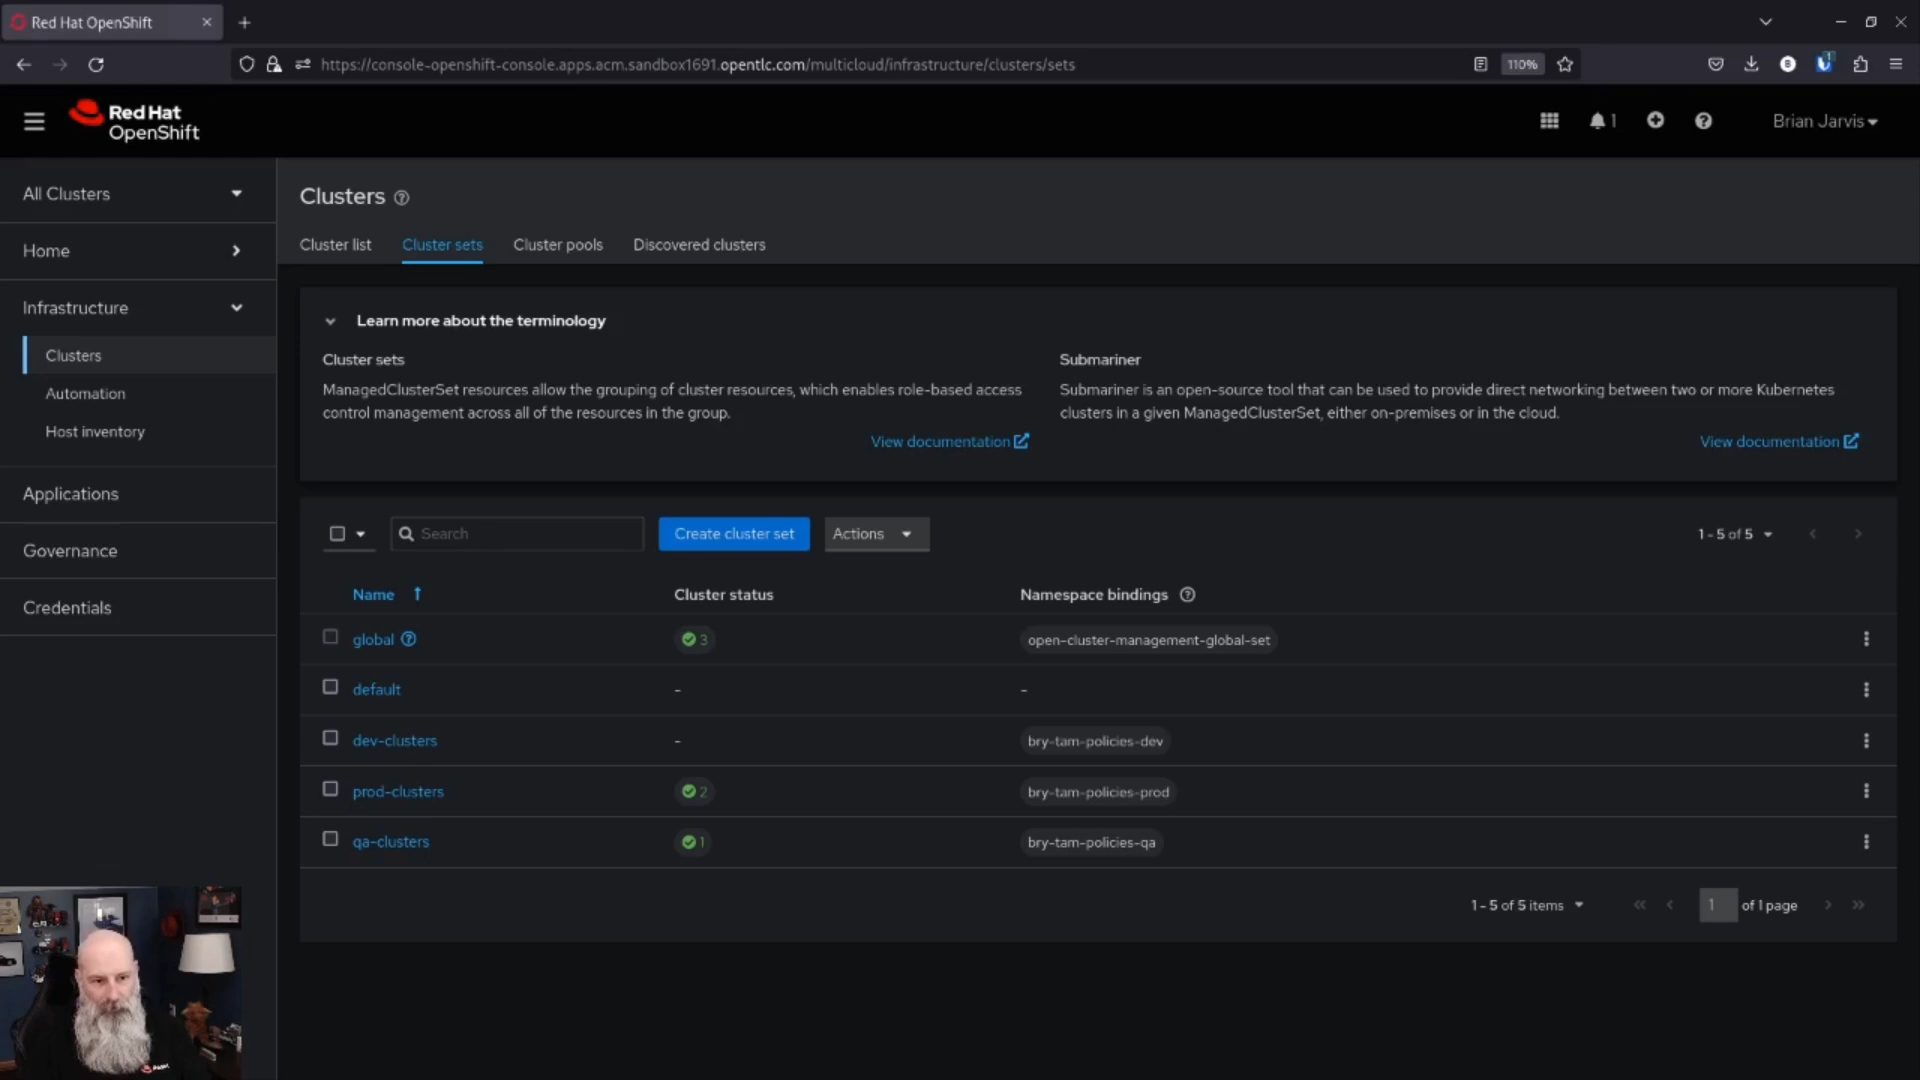 Red Hat OpenShift
https://console-openshift-console.apps.acm.sandbox1691.opentlc.com/multicloud/infrastructure/clusters/sets
110%
Red Hat
OpenShift
1
Brian Jarvis
All Clusters
Home
Infrastructure
Clusters
Automation
Host inventory
Applications
Governance
Credentials
Clusters
Cluster list
Cluster sets
Cluster pools
Discovered clusters
Learn more about the terminology
Cluster sets
ManagedClusterSet resources allow the grouping of cluster resources, which enables role-based access
control management across all of the resources in the group.
View documentation
Submariner
Submariner is an open-source tool that can be used to provide direct networking between two or more Kubernetes
clusters in a given ManagedClusterSet, either on-premises or in the cloud.
View documentation
Search
Create cluster set
Actions
1 - 5 of 5
Name
Cluster status
Namespace bindings
global
3
open-cluster-management-global-set
default
-
-
dev-clusters
-
bry-tam-policies-dev
prod-clusters
2
bry-tam-policies-prod
qa-clusters
1
bry-tam-policies-qa
1 - 5 of 5 items
1
of 1 page